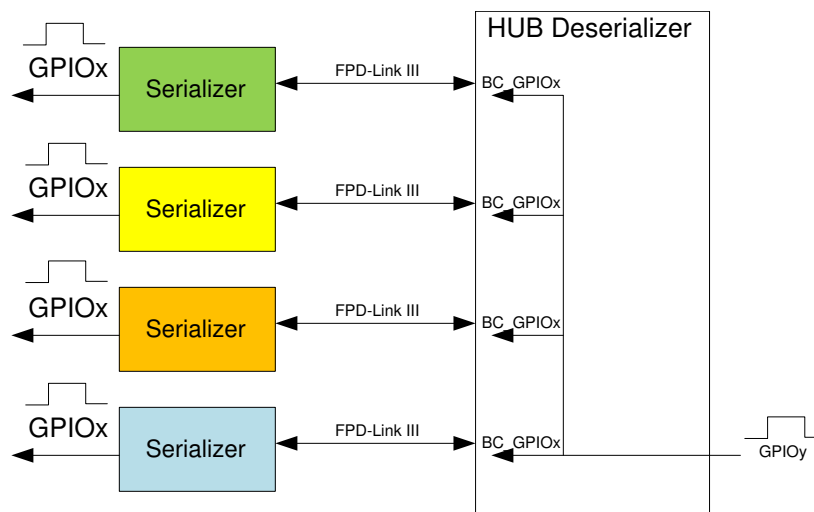 HUB Deserializer
GPIOx
Serializer
FPD-Link III
BC_GPIOx
GPIOx
Serializer
FPD-Link III
BC_GPIOx
GPIOx
Serializer
FPD-Link III
BC_GPIOx
GPIOx
Serializer
FPD-Link III
BC_GPIOx
GPIOy